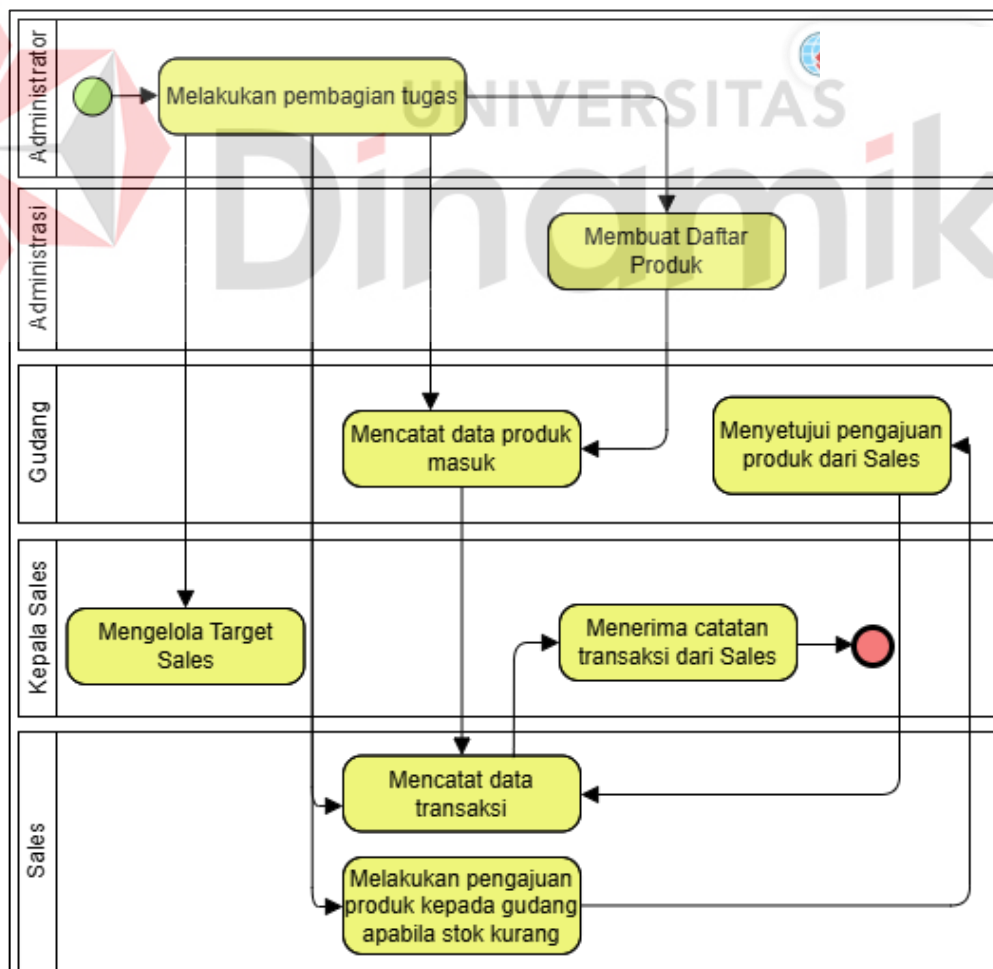 Administrator
Melakukan pembagian tugas
UNIVERSITAS
Dinamik
Administrasi
Membuat Daftar
Produk
Gudang
Mencatat data produk
masuk
Menyetujui pengajuan
produk dari Sales
Kepala Sales
Mengelola Target
Sales
Menerima catatan
transaksi dari Sales
Sales
Mencatat data
transaksi
Melakukan pengajuan
produk kepada gudang
apabila stok kurang